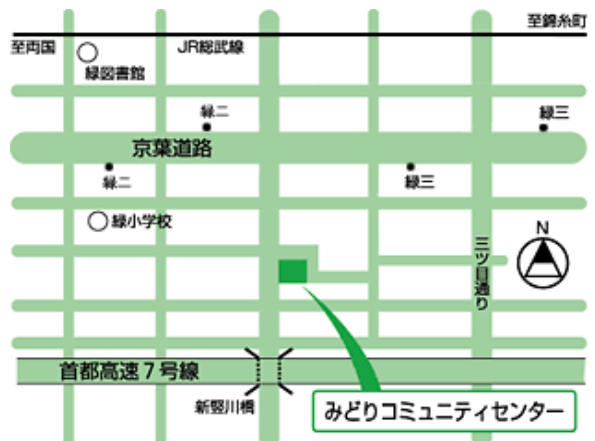 至錦糸町
至両国
JR総武線
緑図書館
緑二
緑三
京葉道路
緑二
緑三
緑小学校
N
三ツ目通り
首都高速7号線
新竪川橋
みどりコミュニティセンター